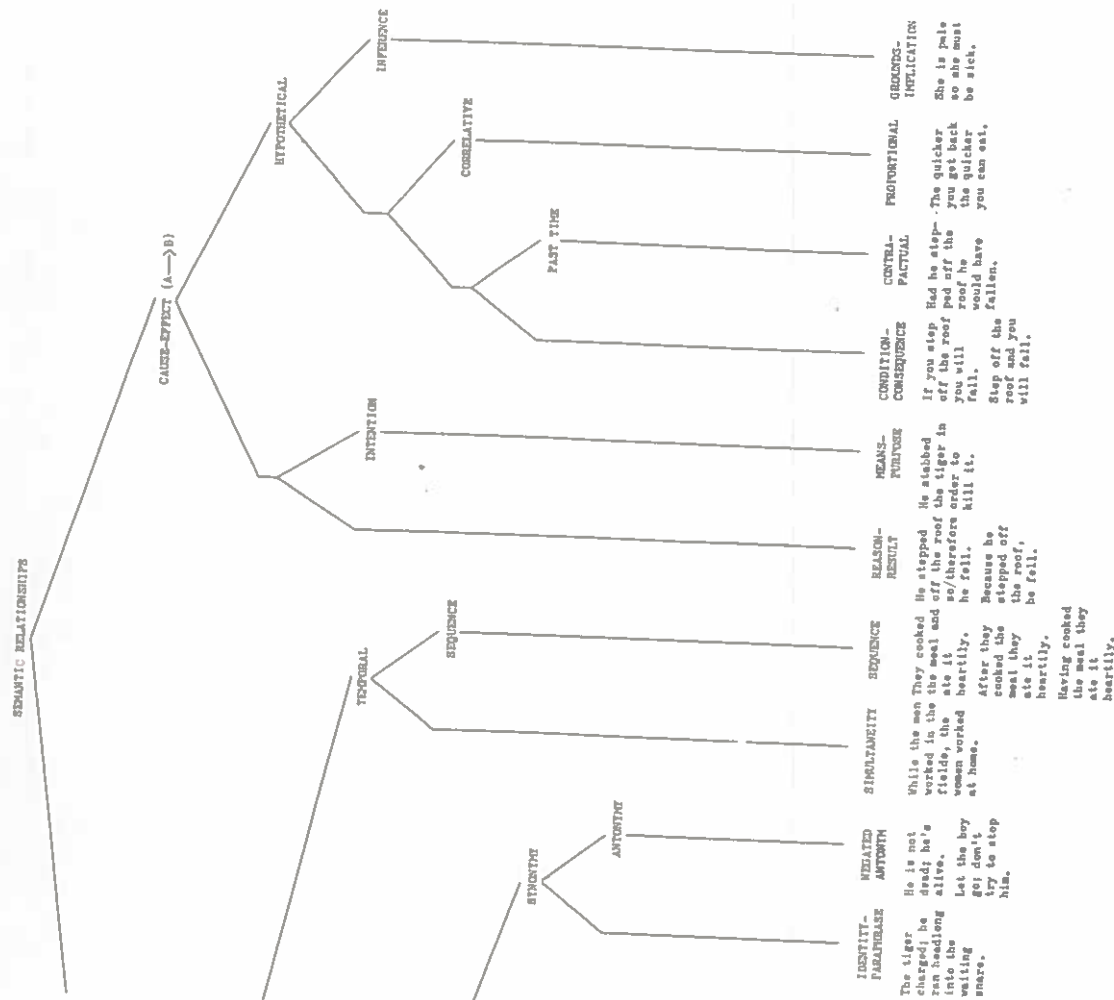 SEMANTIC RELATIONSHIPS
CAUSE-EFFECT (A—>B)
HYPOTHETICAL
INFERENCE
CORRELATIVE
PAST TIME
INTENTION
TEMPORAL
SEQUENCE
SYNONYMY
ANTONYMY
IDENTITY-
PARAPHRASE
The tiger
charged; he
ran headlong
into the
waiting
snare.
NEGATED
ANTONYM
He is not
dead; he's
alive.
Let the boy
go; don't
try to stop
him.
SIMULTANEITY
While the men
worked in the
fields, the
women worked
at home.
SEQUENCE
They cooked
the meal and
ate it
heartily.
After they
cooked the
meal they
ate it
heartily.
Having cooked
the meal they
ate it
heartily.
REASON-
RESULT
He stepped
off the roof
so/therefore
he fell.
Because he
stepped off
the roof,
he fell.
MEANS-
PURPOSE
He stabbed
the tiger in
order to
kill it.
CONDITION-
CONSEQUENCE
If you step
off the roof
you will
fall.
Step off the
roof and you
will fall.
CONTRA-
FACTUAL
Had he step-
ped off the
roof he
would have
fallen.
PROPORTIONAL
The quicker
you get back
the quicker
you can eat.
GROUNDS-
IMPLICATION
She is pale
so she must
be sick.